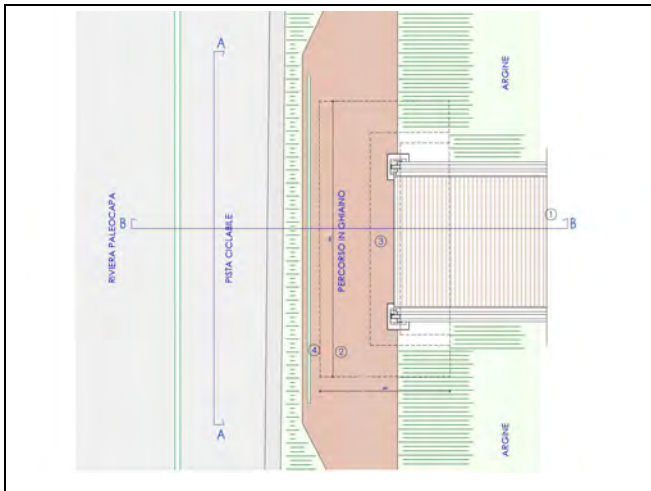 A
A
RIVIERA PALEOCAPA
B
PISTA CICLABILE
PERCORSO IN GHIAINO
ARGINE
ARGINE
1
B
3
4
2